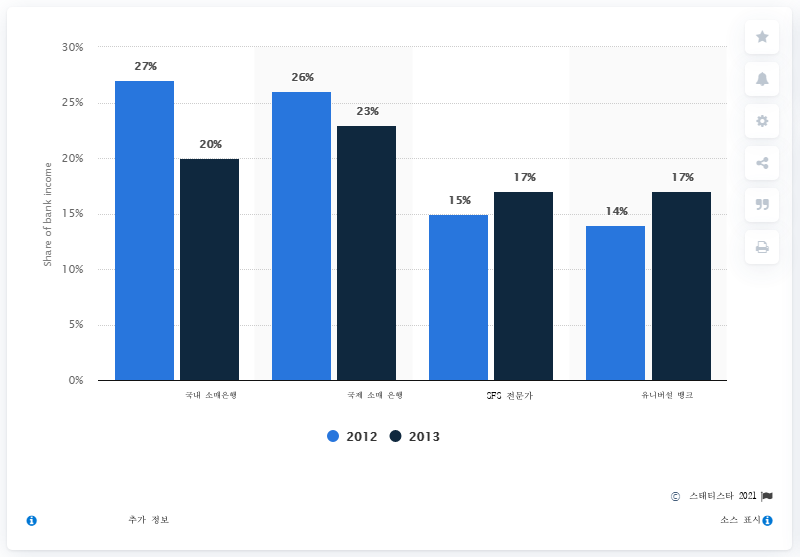 30%
27%
26%
25%
23%
20%
20%
17%
17%
15%
14%
15%
10%
5%
0%
Share of bank income
국내 소매은행
국제 소매 은행
SFS 전문가
유니버설 뱅크
2012 2013
© 스태티스타 2021
추가 정보
소스 표시